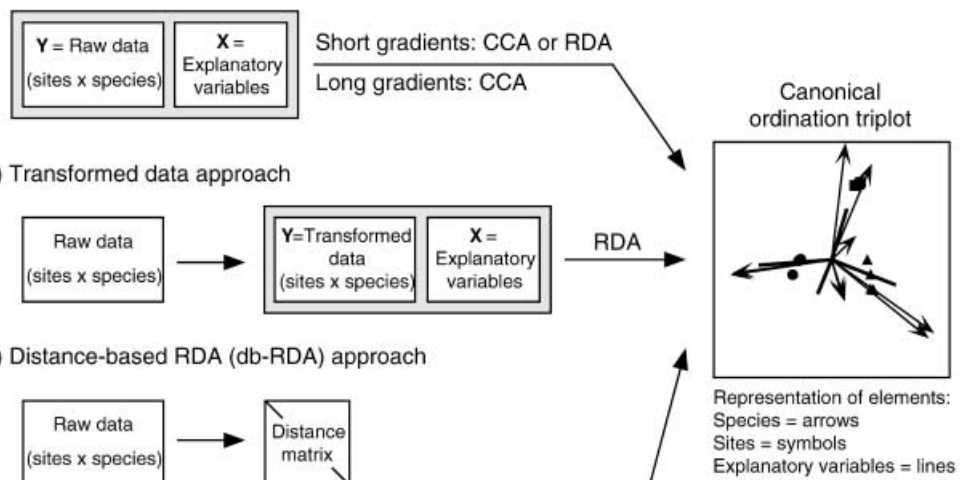 Y = Raw data
(sites x species)
X =
Explanatory
variables
Short gradients: CCA or RDA
Long gradients: CCA
Canonical
ordination triplot
) Transformed data approach
Raw data
(sites x species)
Y=Transformed
data
(sites x species)
X =
Explanatory
variables
RDA
) Distance-based RDA (db-RDA) approach
Raw data
(sites x species)
Distance
matrix
Representation of elements:
Species = arrows
Sites = symbols
Explanatory variables = lines